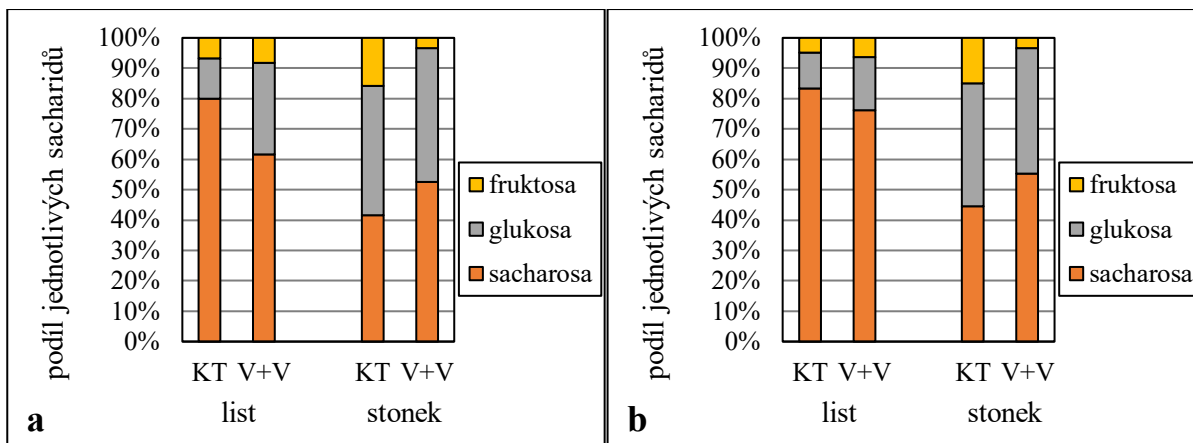 podíl jednotlivých sacharidů
100%
90%
80%
70%
60%
50%
40%
30%
20%
10%
0%
KT V+V KT V+V
list stonek
fruktosa
glukosa
sacharosa
a
podíl jednotlivých sacharidů
100%
90%
80%
70%
60%
50%
40%
30%
20%
10%
0%
KT V+V KT V+V
list stonek
fruktosa
glukosa
sacharosa
b